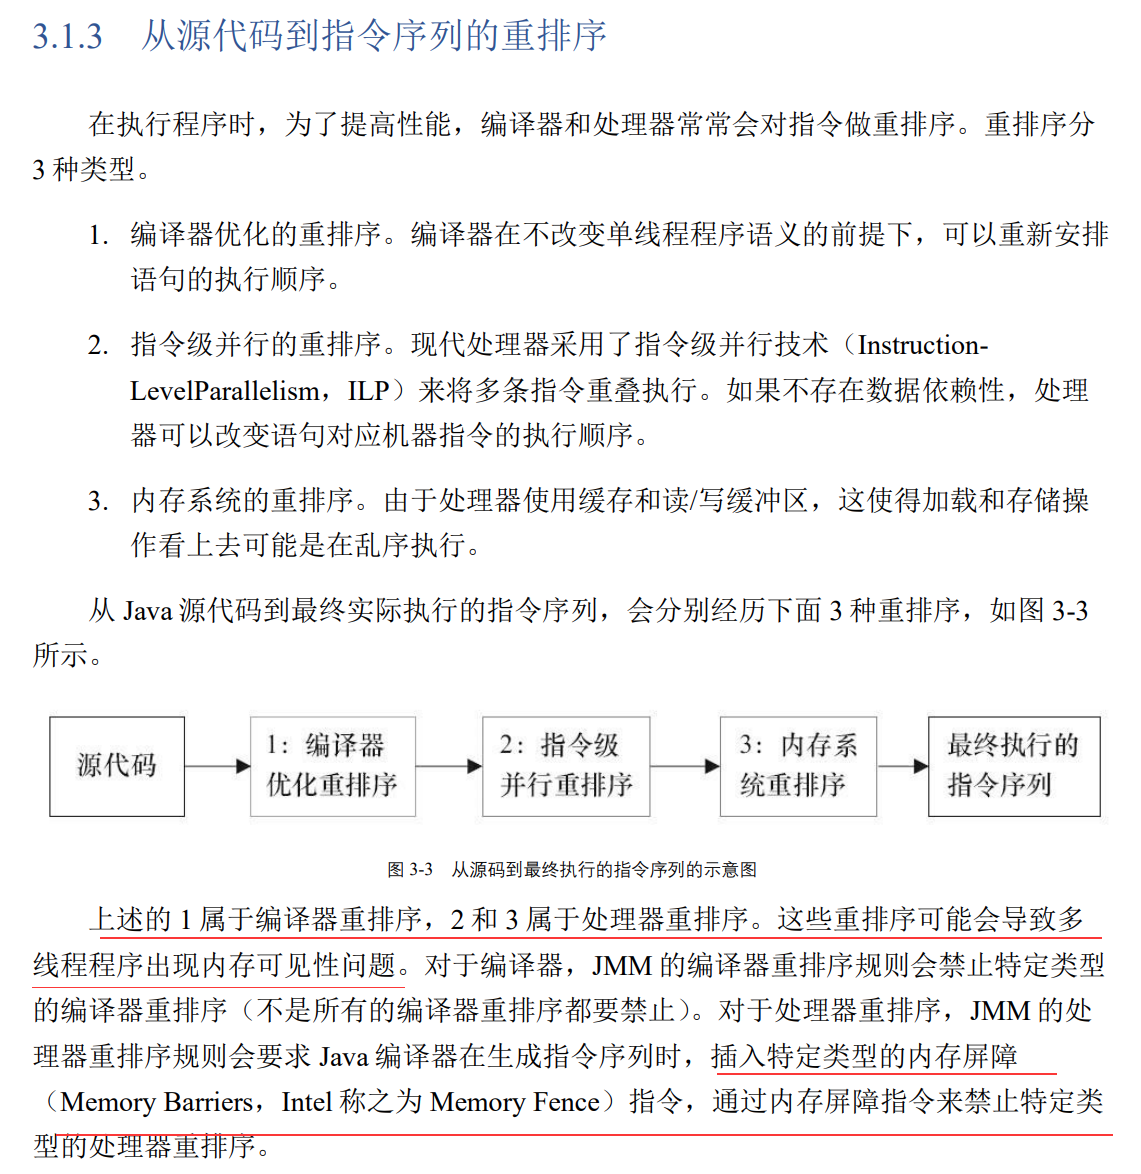 3.1.3 从源代码到指令序列的重排序
在执行程序时，为了提高性能，编译器和处理器常常会对指令做重排序。重排序分
3 种类型。
1. 编译器优化的重排序。编译器在不改变单线程程序语义的前提下，可以重新安排
语句的执行顺序。
2. 指令级并行的重排序。现代处理器采用了指令级并行技术（Instruction-
LevelParallelism，ILP）来将多条指令重叠执行。如果不存在数据依赖性，处理
器可以改变语句对应机器指令的执行顺序。
3. 内存系统的重排序。由于处理器使用缓存和读/写缓冲区，这使得加载和存储操
作看上去可能是在乱序执行。
从 Java 源代码到最终实际执行的指令序列，会分别经历下面 3 种重排序，如图 3-3
所示。
源代码
1：编译器
优化重排序
2：指令级
并行重排序
3：内存系
统重排序
最终执行的
指令序列
图 3-3 从源码到最终执行的指令序列的示意图
上述的 1 属于编译器重排序，2 和 3 属于处理器重排序。这些重排序可能会导致多
线程程序出现内存可见性问题。对于编译器，JMM 的编译器重排序规则会禁止特定类型
的编译器重排序（不是所有的编译器重排序都要禁止）。对于处理器重排序，JMM 的处
理器重排序规则会要求 Java 编译器在生成指令序列时，插入特定类型的内存屏障
（Memory Barriers，Intel 称之为 Memory Fence）指令，通过内存屏障指令来禁止特定类
型的处理器重排序。